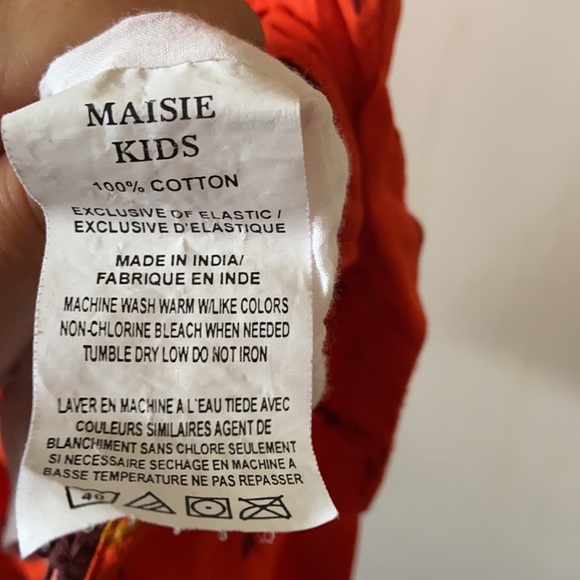 MAISIE
KIDS
100% COTTON
EXCLUSIVE OF ELASTIC /
EXCLUSIVE D'ELASTIQUE
MADE IN INDIA/
FABRIQUE EN INDE
MACHINE WASH WARM W/LIKE COLORS
NON-CHLORINE BLEACH WHEN NEEDED
TUMBLE DRY LOW DO NOT IRON
LAVER EN MACHINE A L'EAU TIEDE AVEC
COULEURS SIMILAIRES AGENT DE
BLANCHIMENT SANS CHLORE SEULEMENT
SI NECESSAIRE SECHAGE EN MACHINE A
BASSE TEMPERATURE NE PAS REPASSER
40